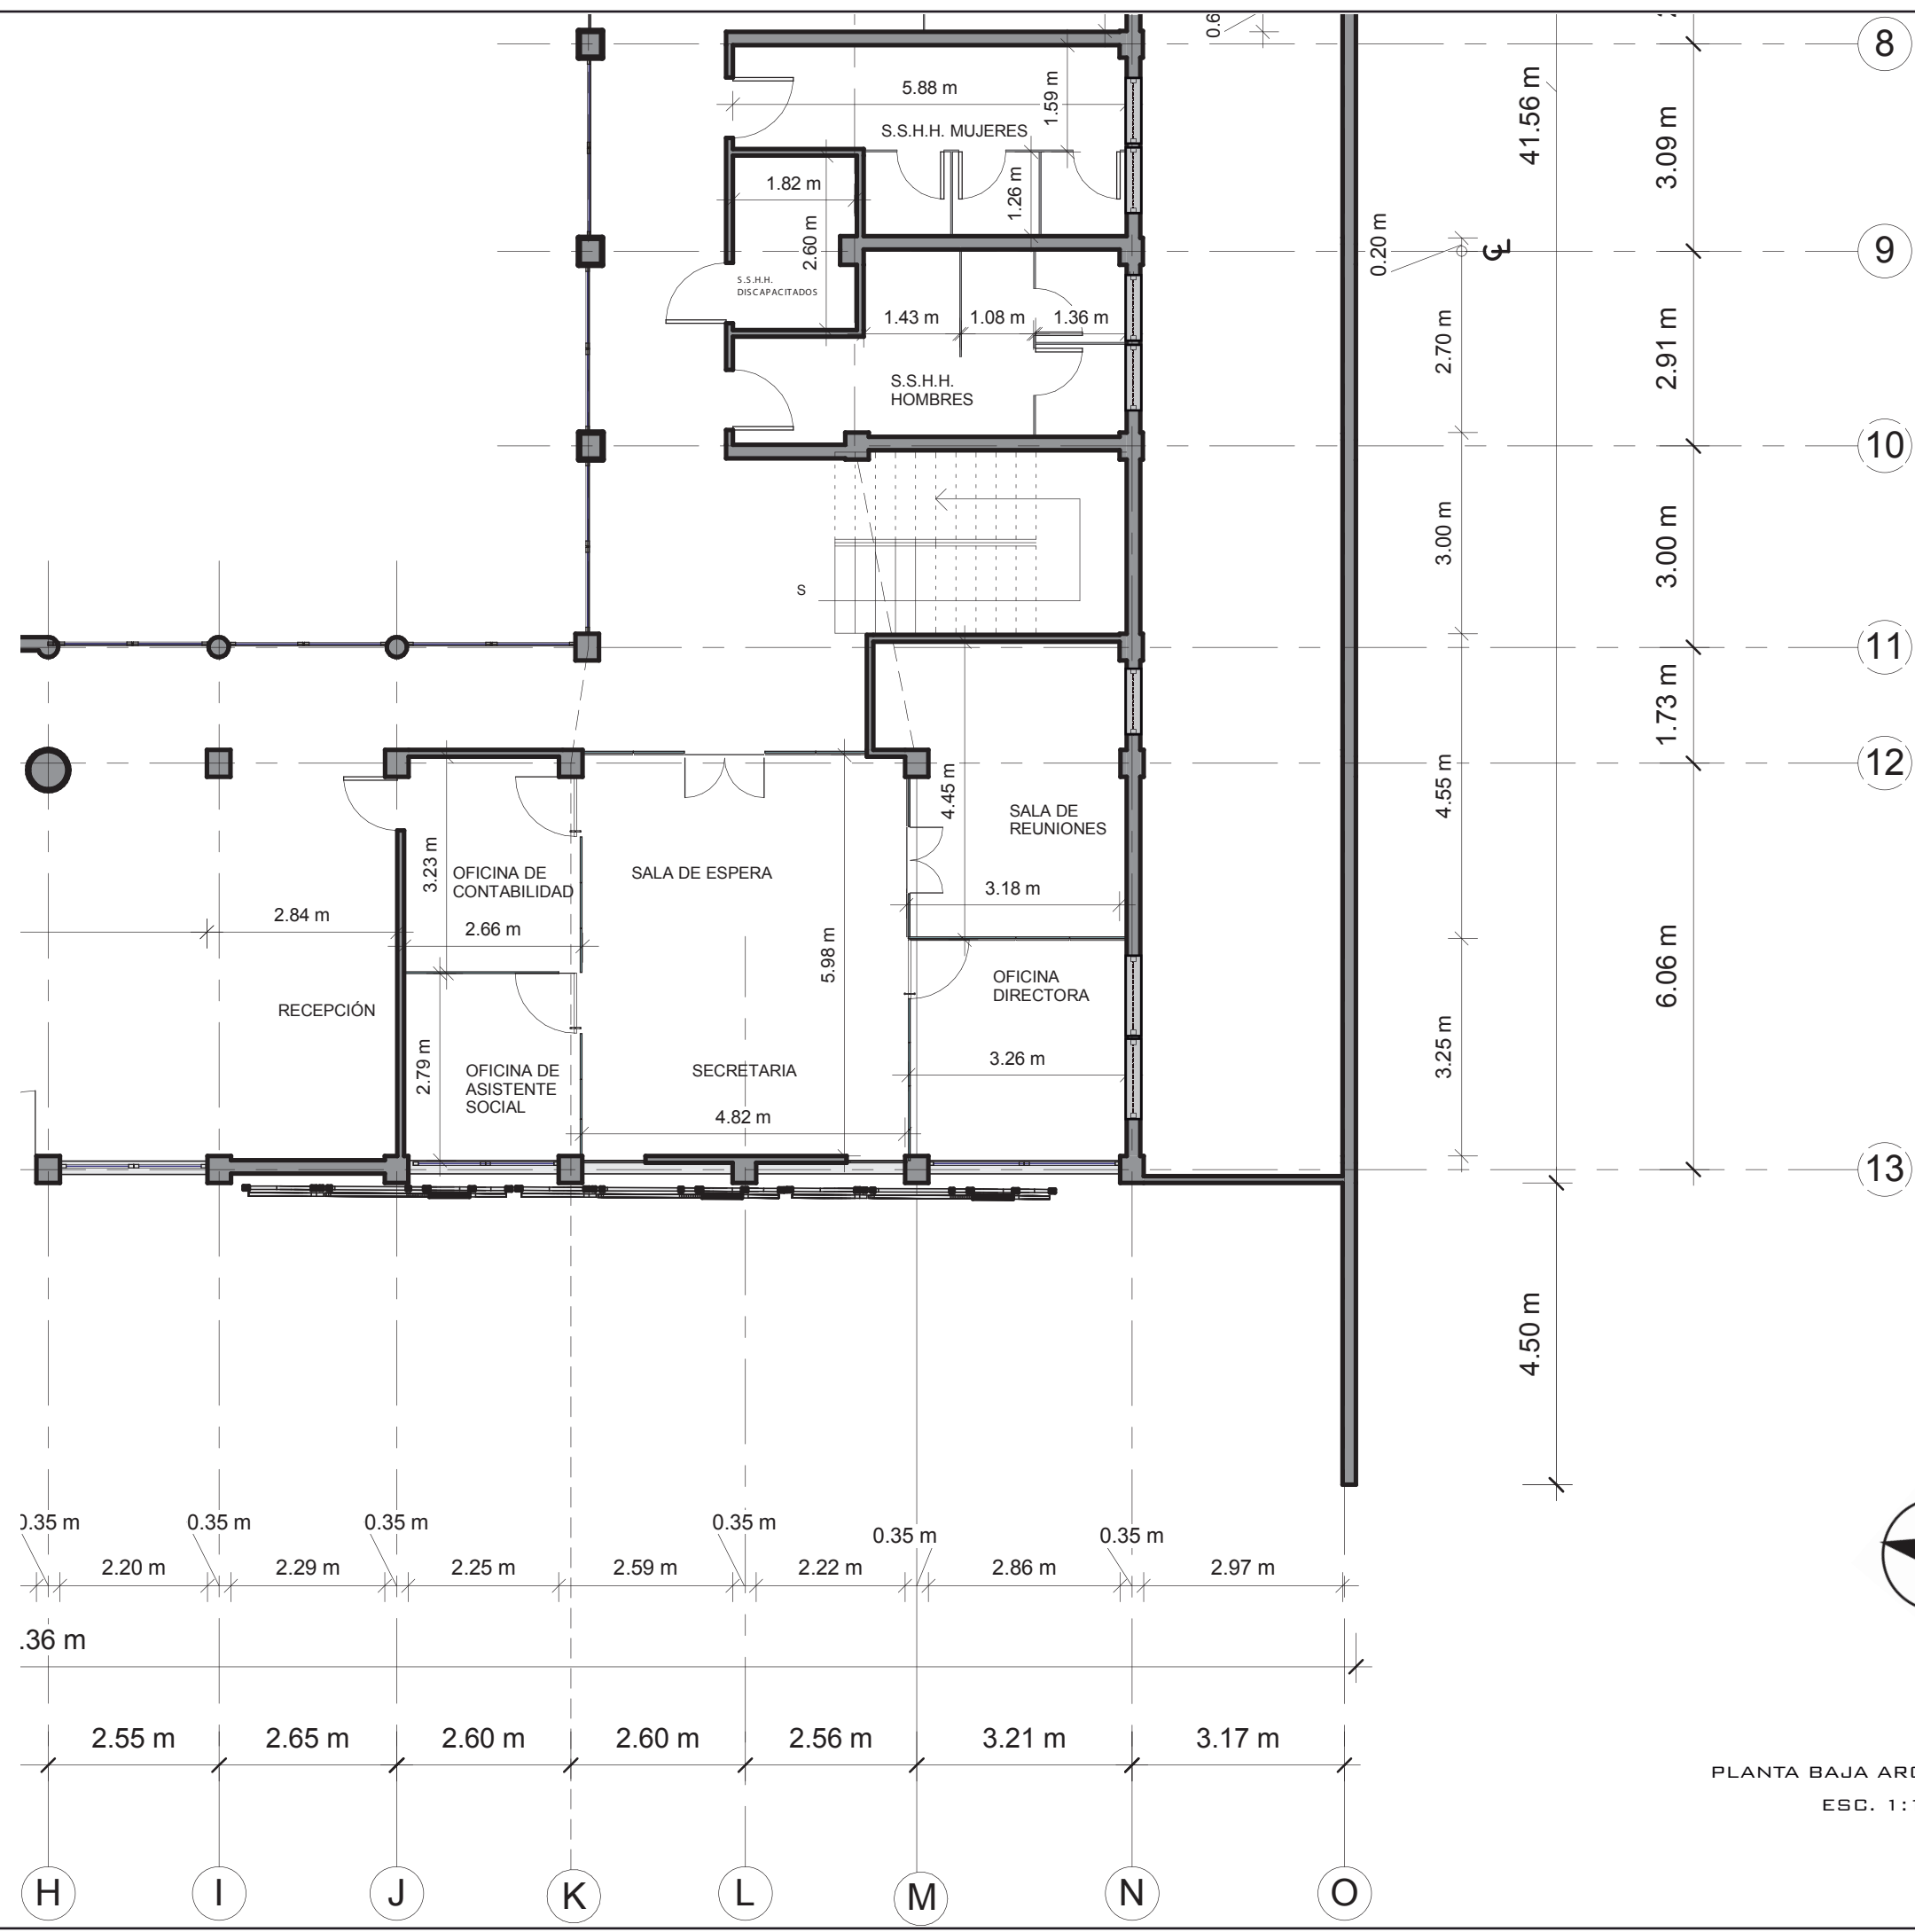 8
0.6
5.88 m
1.59 m
41.56 m
3.09 m
S.S.H.H. MUJERES
1.82 m
1.26 m
2.60 m
0.20 m
9
S.S.H.H.
DISCAPACITADOS
1.43 m
1.08 m
1.36 m
2.70 m
2.91 m
S.S.H.H.
HOMBRES
10
3.00 m
3.00 m
S
11
1.73 m
12
4.45 m
4.55 m
SALA DE
REUNIONES
3.23 m
OFICINA DE
CONTABILIDAD
SALA DE ESPERA
3.18 m
2.84 m
2.66 m
5.98 m
6.06 m
OFICINA
DIRECTORA
RECEPCIÓN
3.25 m
2.79 m
OFICINA DE
ASISTENTE
SOCIAL
SECRETARIA
3.26 m
4.82 m
13
4.50 m
0.35 m
0.35 m
0.35 m
0.35 m
0.35 m
0.35 m
2.20 m
2.29 m
2.25 m
2.59 m
2.22 m
2.86 m
2.97 m
.36 m
2.55 m
2.65 m
2.60 m
2.60 m
2.56 m
3.21 m
3.17 m
PLANTA BAJA
ESC. 1:
H
I
J
K
L
M
N
O